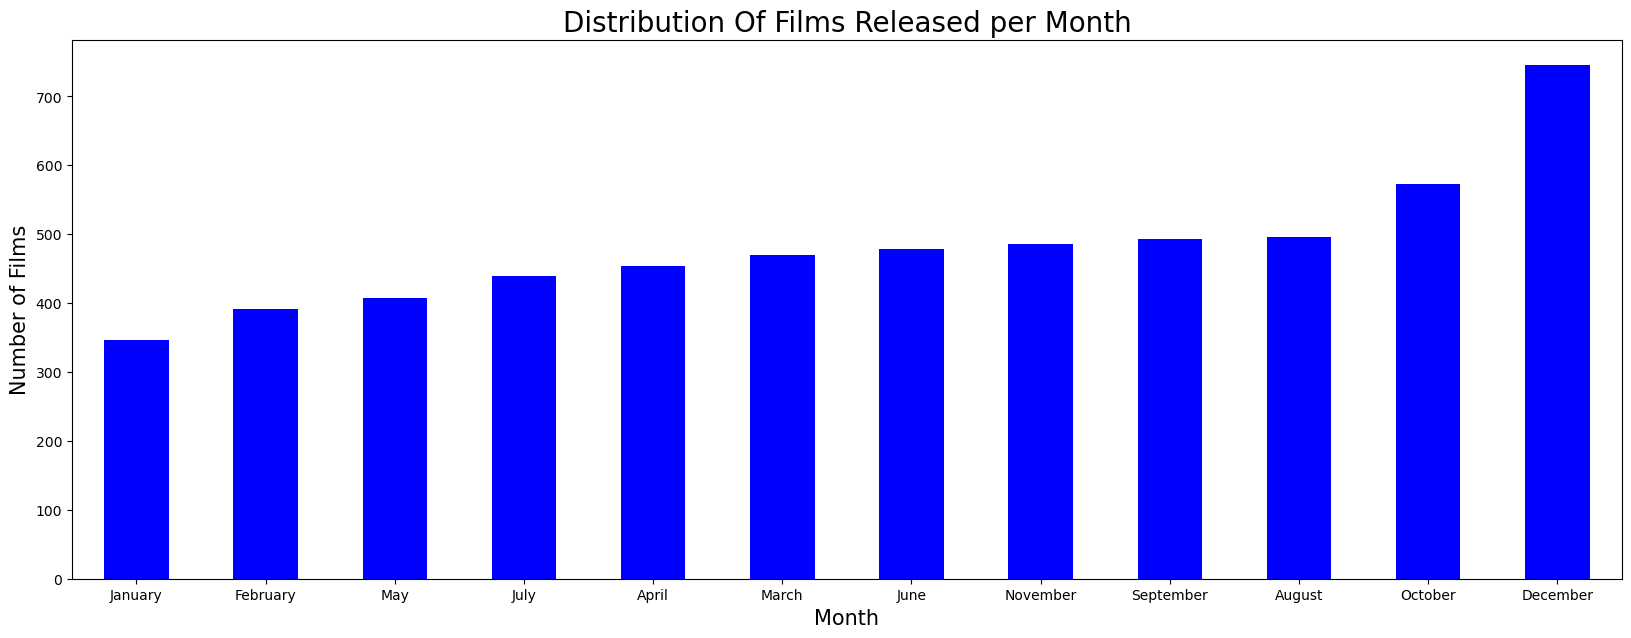 Distribution Of Films Released per Month
Number of Films
700
600
500
400
300
200
100
0
January February May July April March June November September August October December
Month